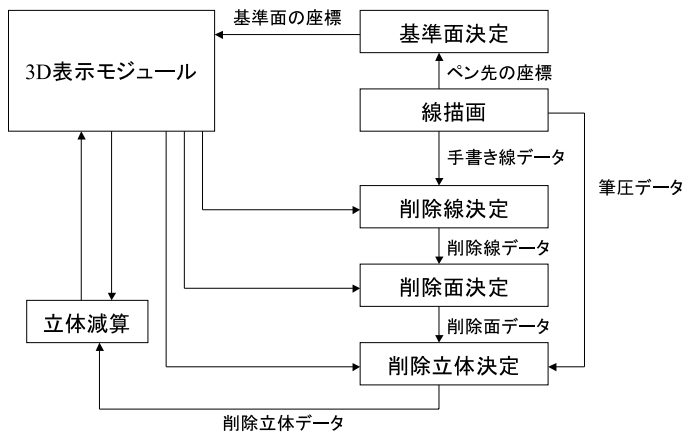 基準面の座標
基準面決定
3D表示モジュール
ペン先の座標
線描画
手書き線データ
筆圧データ
削除線決定
削除線データ
削除面決定
立体減算
削除面データ
削除立体決定
削除立体データ